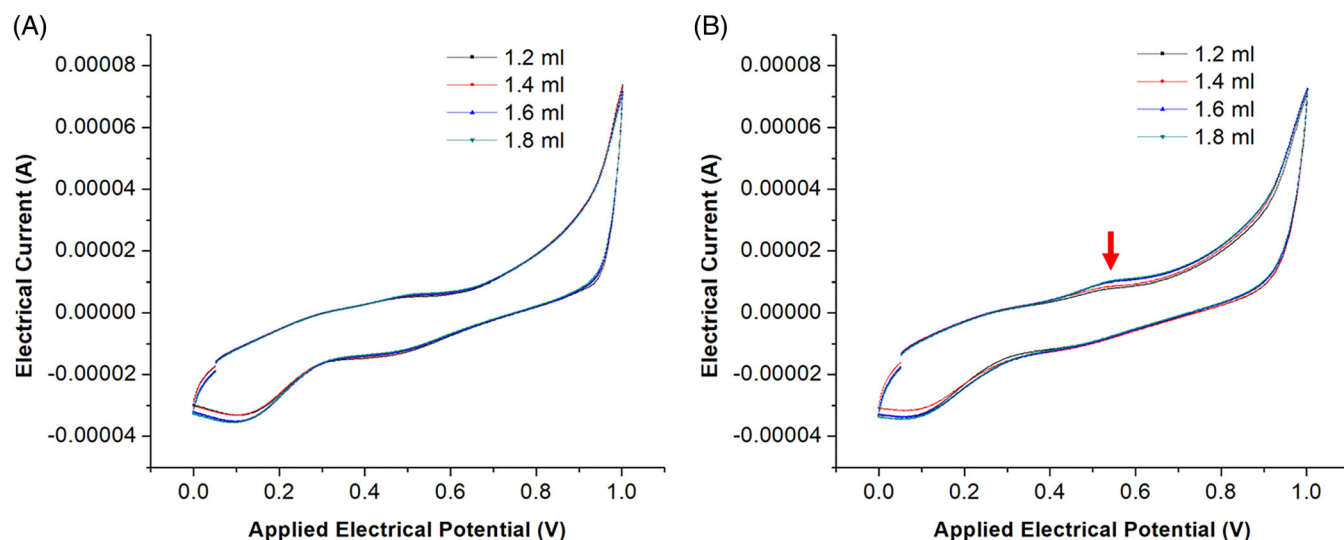 (A)
1.2 ml
1.4 ml
1.6 ml
1.8 ml
0.00008
0.00006
0.00004
0.00002
0.00000
-0.00002
-0.00004
Electrical Current (A)
0.0 0.2 0.4 0.6 0.8 1.0
Applied Electrical Potential (V)
(B)
1.2 ml
1.4 ml
1.6 ml
1.8 ml
0.00008
0.00006
0.00004
0.00002
0.00000
-0.00002
-0.00004
Electrical Current (A)
0.0 0.2 0.4 0.6 0.8 1.0
Applied Electrical Potential (V)